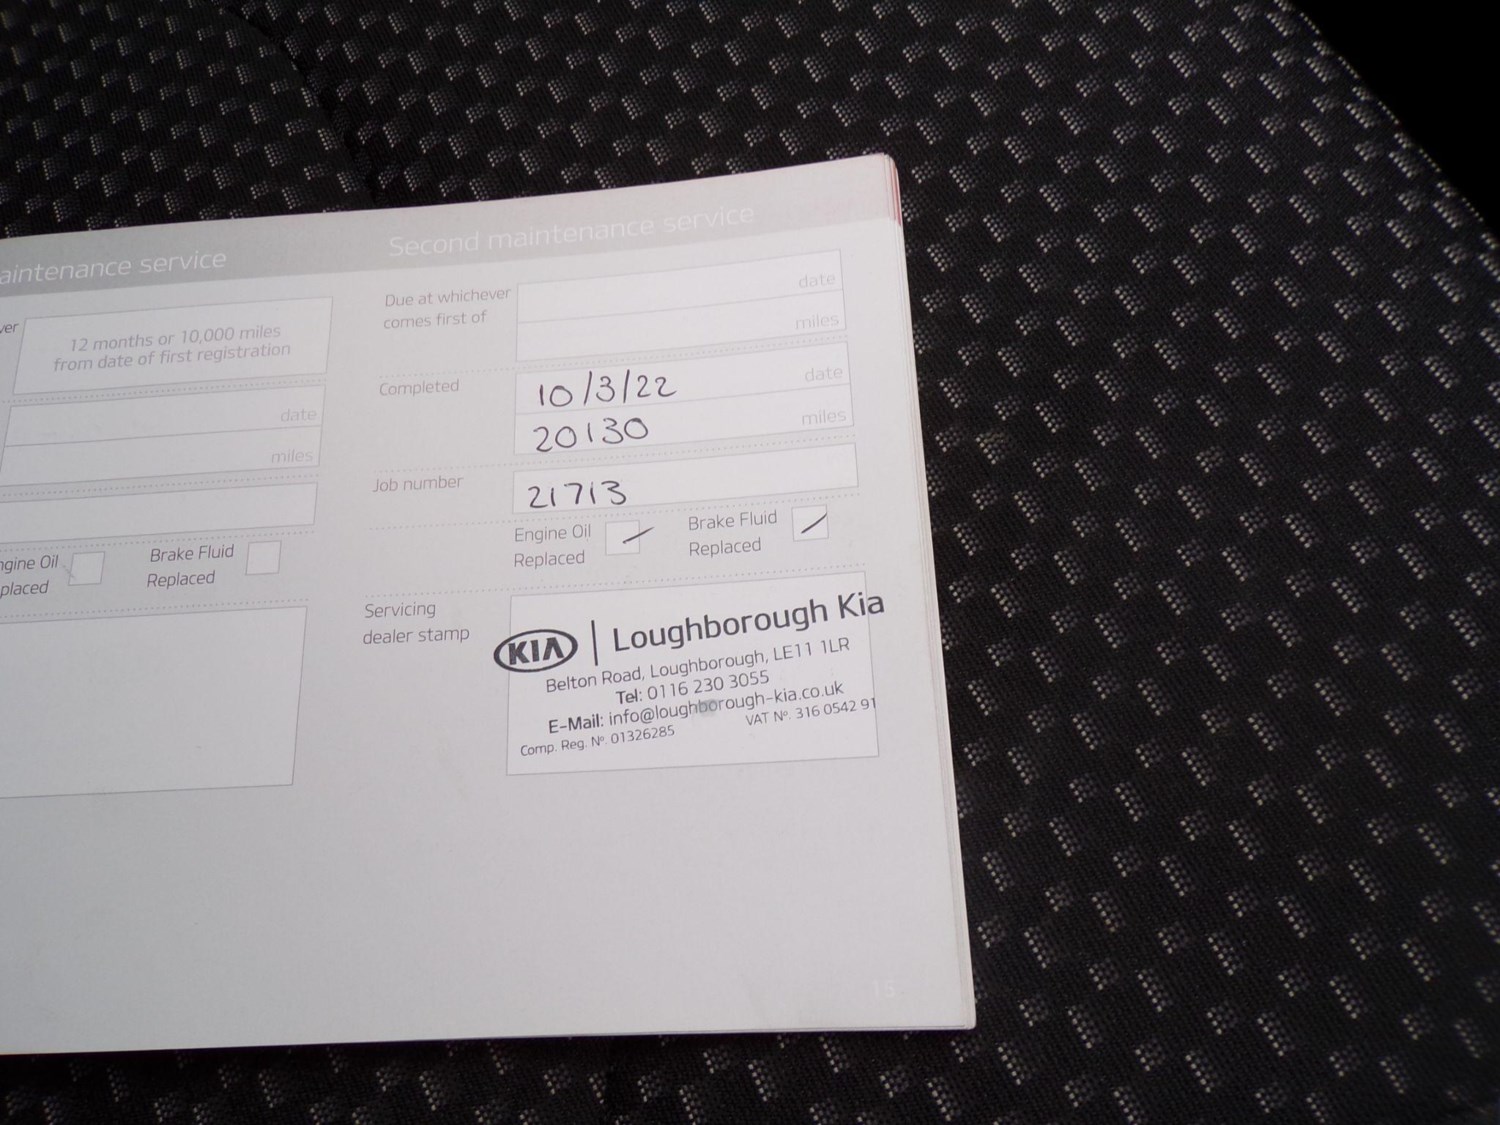 aintenance service
ver
12 months or 10,000 miles
from date of first registration
date
miles
ngine Oil
placed
Brake Fluid
Replaced
Second maintenance service
Due at whichever
comes first of
date
miles
Completed
10/3/22 date
20130 miles
Job number
21713
Engine Oil
Replaced
Brake Fluid
Replaced
Servicing
dealer stamp
KIA Loughborough Kia
Belton Road, Loughborough, LE11 1LR
Tel: 0116 230 3055
E-Mail: info@loughborough-kia.co.uk
Comp. Reg. Nº. 01326285 VAT Nº. 316 0542 91
15